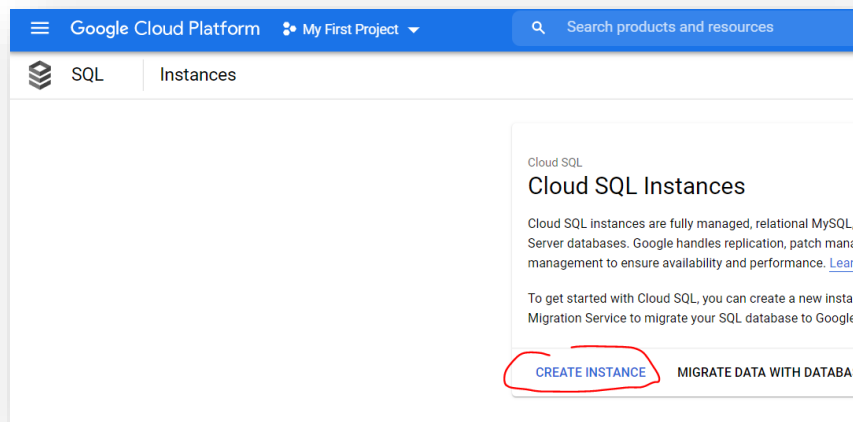 Google Cloud Platform My First Project Search products and resources
SQL Instances
Cloud SQL
Cloud SQL Instances
Cloud SQL instances are fully managed, relational MySQL,
Server databases. Google handles replication, patch mana
management to ensure availability and performance. Lear
To get started with Cloud SQL, you can create a new insta
Migration Service to migrate your SQL database to Google
CREATE INSTANCE MIGRATE DATA WITH DATABA